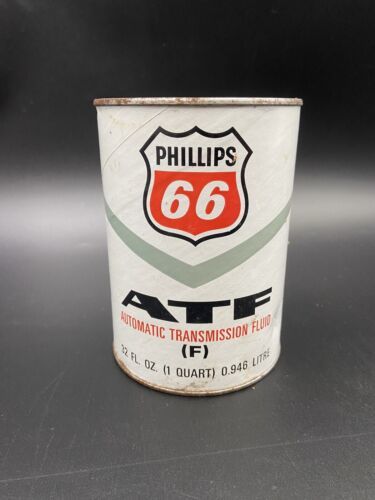 PHILLIPS
66
ATF
AUTOMATIC TRANSMISSION FLUID
(F)
32 FL. OZ. (1 QUART) 0.946 LITRE